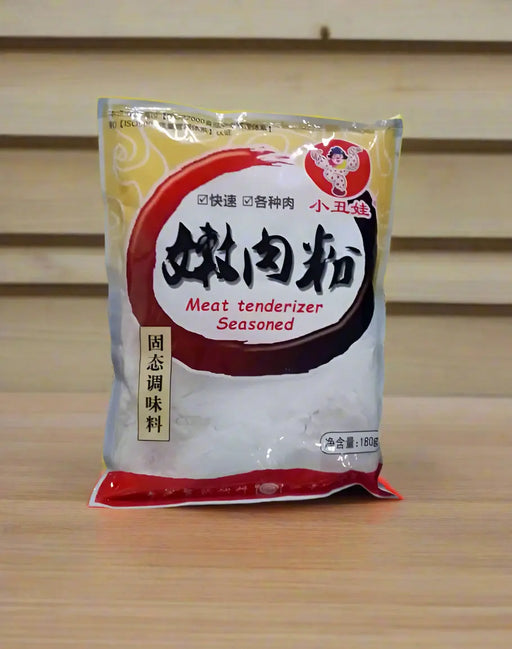 小丑娃
☑快速 ☑各种肉
嫩肉粉
Meat tenderizer
Seasoned
固态调味料
净含量:180g